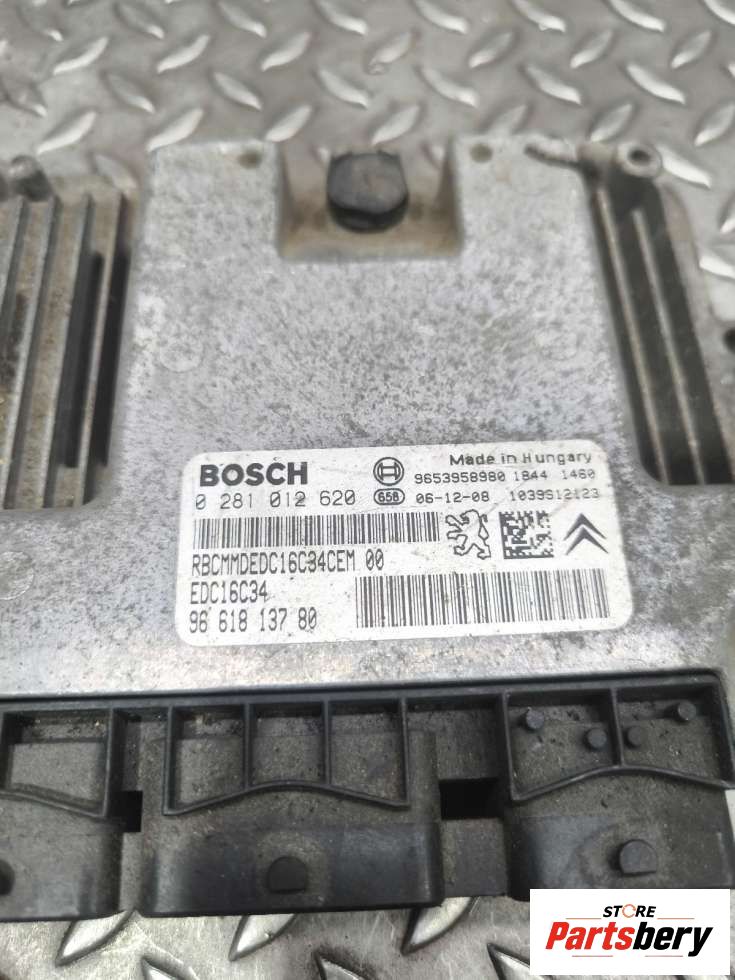 BOSCH
Made in Hungary
9653958980 1844 1460
0 281 012 620 658 06-12-08 1039S12123
RBCMMDEDC16C34CEM 00
EDC16C34
96 618 137 80
STORE
Partsbery